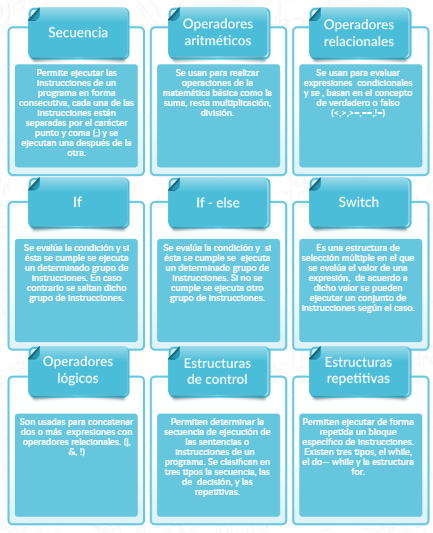 Secuencia
Permite ejecutar las
instrucciones de un
programa en forma
consecutiva, cada una de las
instrucciones están
separadas por el carácter
punto y coma (;) y se
ejecutan una después de la
otra.
Operadores
aritméticos
Se usan para realizar
operaciones de la
matemática básica como la
suma, resta multiplicación,
división.
Operadores
relacionales
Se usan para evaluar
expresiones condicionales
y se , basan en el concepto
de verdadero o falso
(<,>,>=,==,!=)
If
Se evalúa la condición y si
ésta se cumple se ejecuta
un determinado grupo de
instrucciones. En caso
contrario se saltan dicho
grupo de instrucciones.
If - else
Se evalúa la condición y si
ésta se cumple se ejecuta
un determinado grupo de
instrucciones. Si no se
cumple se ejecuta otro
grupo de instrucciones.
Switch
Es una estructura de
selección múltiple en el que
se evalúa el valor de una
expresión, de acuerdo a
dicho valor se pueden
ejecutar un conjunto de
instrucciones según el caso.
Operadores
lógicos
Son usadas para concatenar
dos o más expresiones con
operadores relacionales. (|,
&, !)
Estructuras
de control
Permiten determinar la
secuencia de ejecución de
las sentencias o
instrucciones de un
programa. Se clasifican en
tres tipos la secuencia, las
de decisión, y las
repetitivas.
Estructuras
repetitivas
Permiten ejecutar de forma
repetida un bloque
específico de instrucciones.
Existen tres tipos, el while,
el do— while y la estructura
for.